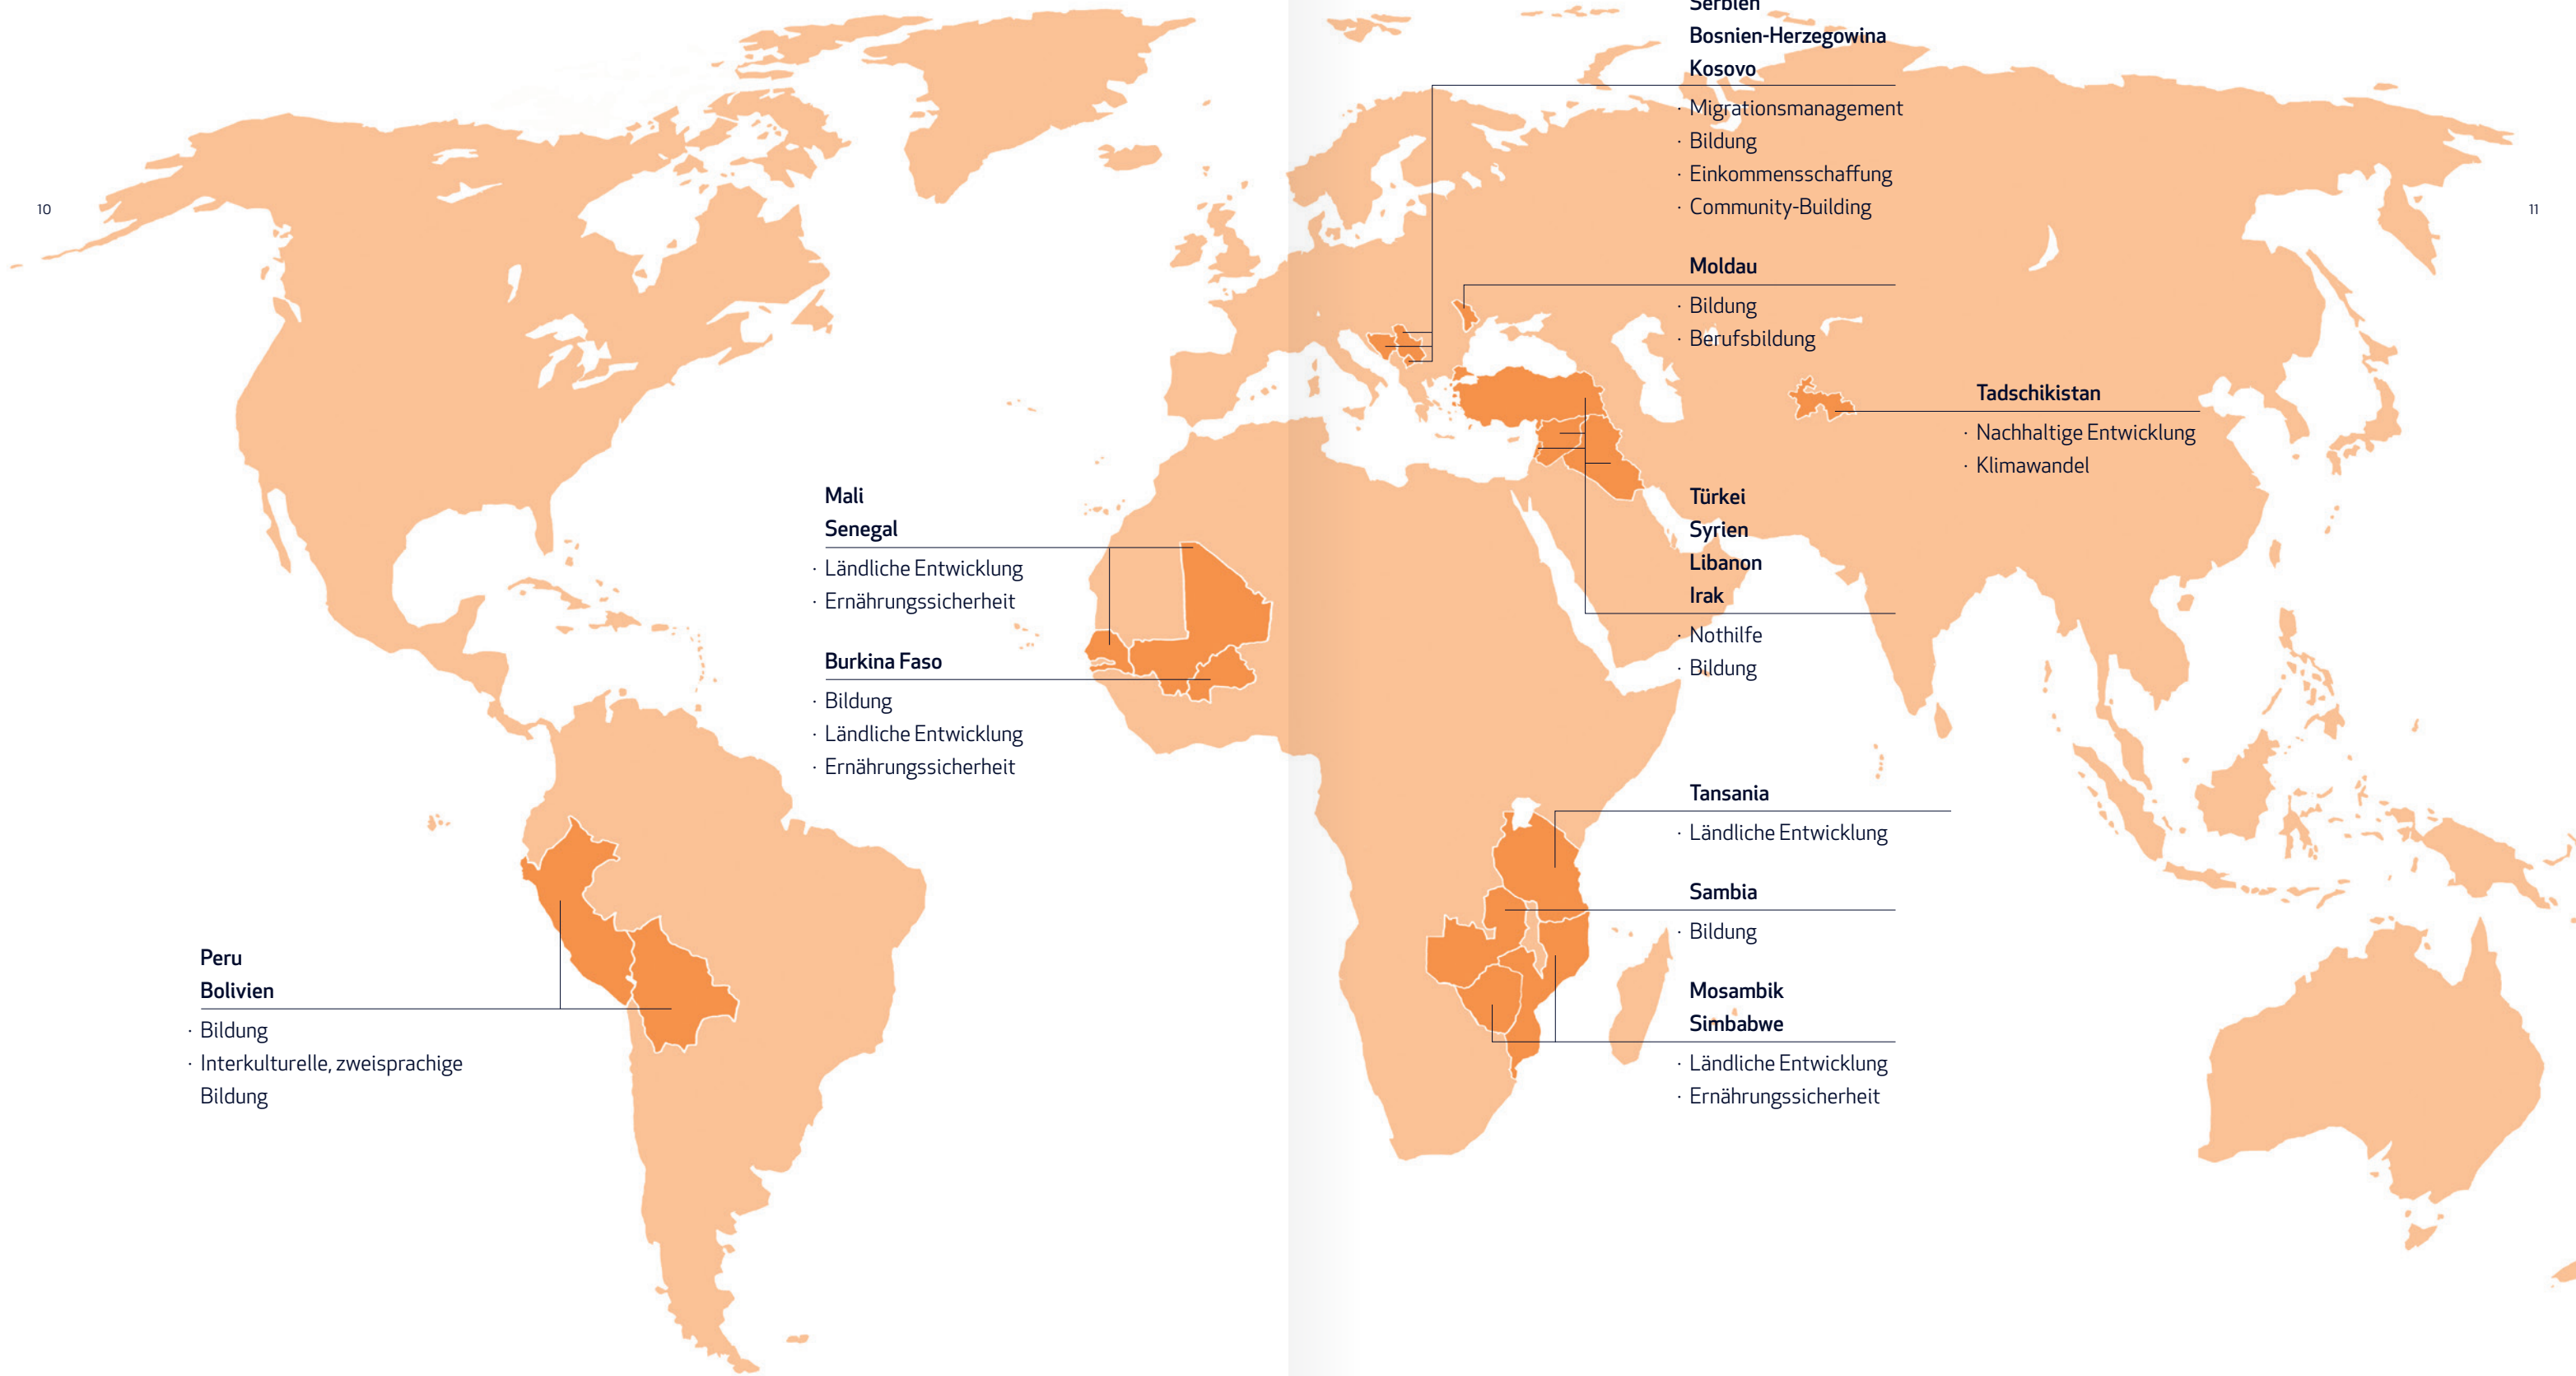 10
Mali
Senegal
· Ländliche Entwicklung
· Ernährungssicherheit
Burkina Faso
· Bildung
· Ländliche Entwicklung
· Ernährungssicherheit
Peru
Bolivien
· Bildung
· Interkulturelle, zweisprachige
Bildung
Serbien
Bosnien-Herzegowina
Kosovo
· Migrationsmanagement
· Bildung
· Einkommensschaffung
· Community-Building
11
Moldau
· Bildung
· Berufsbildung
Tadschikistan
· Nachhaltige Entwicklung
· Klimawandel
Türkei
Syrien
Libanon
Irak
· Nothilfe
· Bildung
Tansania
· Ländliche Entwicklung
Sambia
· Bildung
Mosambik
Simbabwe
· Ländliche Entwicklung
· Ernährungssicherheit